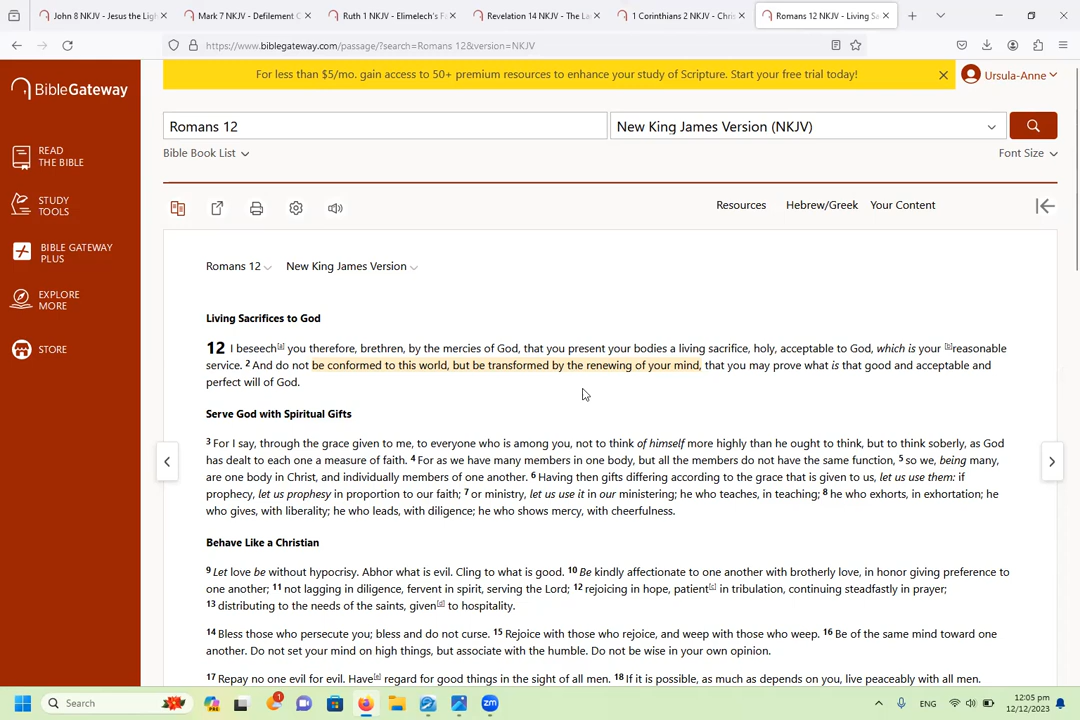 John 8 NKJV - Jesus the Lig
Mark 7 NKJV - Defilement C
Ruth 1 NKJV - Elimelech's F
Revelation 14 NKJV - The La
1 Corinthians 2 NKJV - Chris
Romans 12 NKJV - Living Sa
https://www.biblegateway.com/passage/?search=Romans 12&version=NKJV
For less than $5/mo. gain access to 50+ premium resources to enhance your study of Scripture. Start your free trial today!
Ursula-Anne
BibleGateway
Romans 12
New King James Version (NKJV)
Bible Book List
Font Size
READ
THE BIBLE
STUDY
TOOLS
BIBLE GATEWAY
PLUS
EXPLORE
MORE
STORE
Resources
Hebrew/Greek
Your Content
Romans 12
New King James Version
Living Sacrifices to God
12 I beseech[a] you therefore, brethren, by the mercies of God, that you present your bodies a living sacrifice, holy, acceptable to God, which is your [b]reasonable
service. 2 And do not be conformed to this world, but be transformed by the renewing of your mind, that you may prove what is that good and acceptable and
perfect will of God.
Serve God with Spiritual Gifts
3 For I say, through the grace given to me, to everyone who is among you, not to think of himself more highly than he ought to think, but to think soberly, as God
has dealt to each one a measure of faith. 4 For as we have many members in one body, but all the members do not have the same function, 5 so we, being many,
are one body in Christ, and individually members of one another. 6 Having then gifts differing according to the grace that is given to us, let us use them: if
prophecy, let us prophesy in proportion to our faith; 7 or ministry, let us use it in our ministering; he who teaches, in teaching; 8 he who exhorts, in exhortation; he
who gives, with liberality; he who leads, with diligence; he who shows mercy, with cheerfulness.
Behave Like a Christian
9 Let love be without hypocrisy. Abhor what is evil. Cling to what is good. 10 Be kindly affectionate to one another with brotherly love, in honor giving preference to
one another; 11 not lagging in diligence, fervent in spirit, serving the Lord; 12 rejoicing in hope, patient[c] in tribulation, continuing steadfastly in prayer;
13 distributing to the needs of the saints, given[d] to hospitality.
14 Bless those who persecute you; bless and do not curse. 15 Rejoice with those who rejoice, and weep with those who weep. 16 Be of the same mind toward one
another. Do not set your mind on high things, but associate with the humble. Do not be wise in your own opinion.
17 Repay no one evil for evil. Have[e] regard for good things in the sight of all men. 18 If it is possible, as much as depends on you, live peaceably with all men.
Search
PRE
1
zm
ENG
12:05 pm
12/12/2023